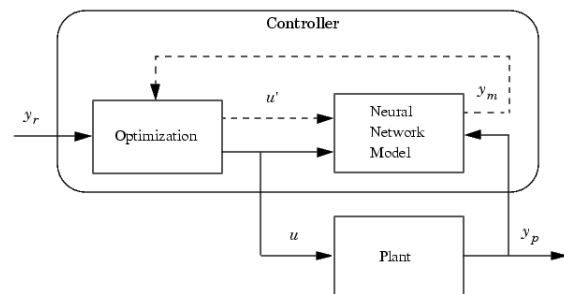 Controller
y_r
Optimization
u'
Neural
Network
Model
y_m
u
Plant
y_p